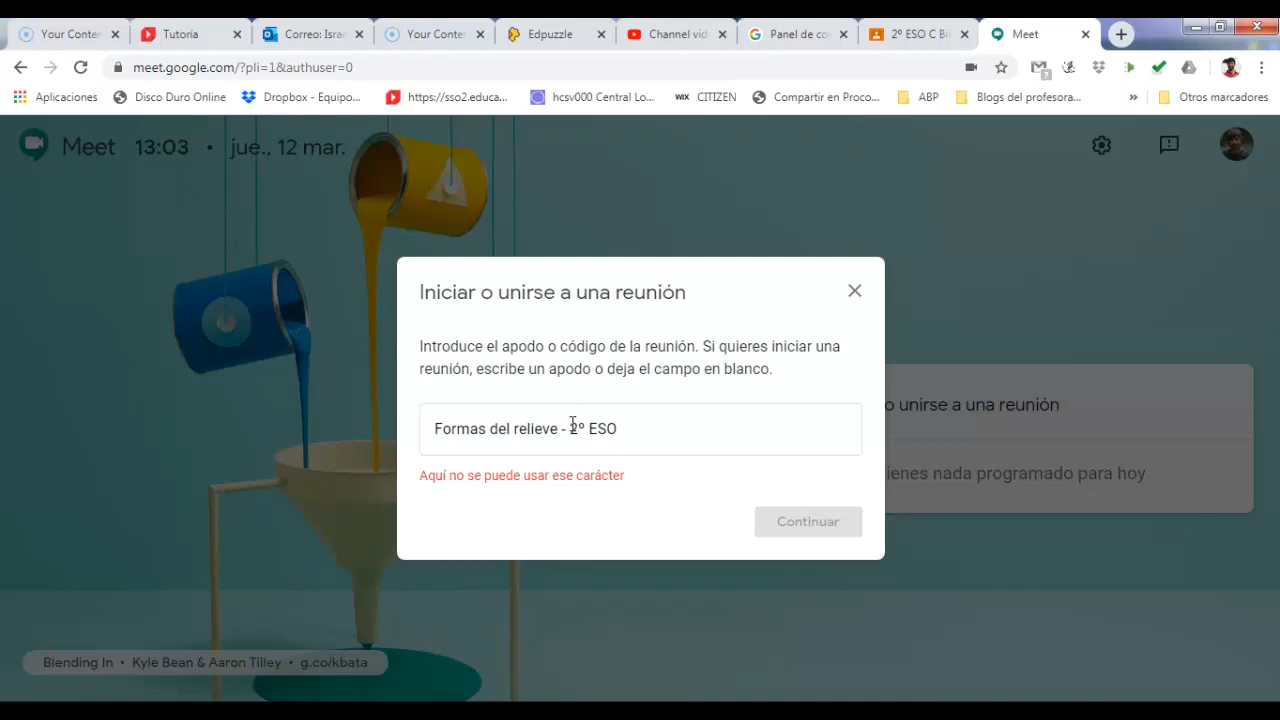 Your Conten
Tutoría
Correo: Israe
Your Conten
Edpuzzle
Channel vid
Panel de co
2º ESO C Bi
Meet
meet.google.com/?pli=1&authuser=0
Aplicaciones
Disco Duro Online
Dropbox - Equipo...
https://sso2.educa...
hcsv000 Central Lo...
WIX CITIZEN
Compartir en Proco...
ABP
Blogs del profesora...
»
Otros marcadores
Meet 13:03 • jue., 12 mar.
Iniciar o unirse a una reunión
Introduce el apodo o código de la reunión. Si quieres iniciar una
reunión, escribe un apodo o deja el campo en blanco.
o unirse a una reunión
Formas del relieve - 2º ESO
Aquí no se puede usar ese carácter
ienes nada programado para hoy
Continuar
Blending In • Kyle Bean & Aaron Tilley • g.co/kbata